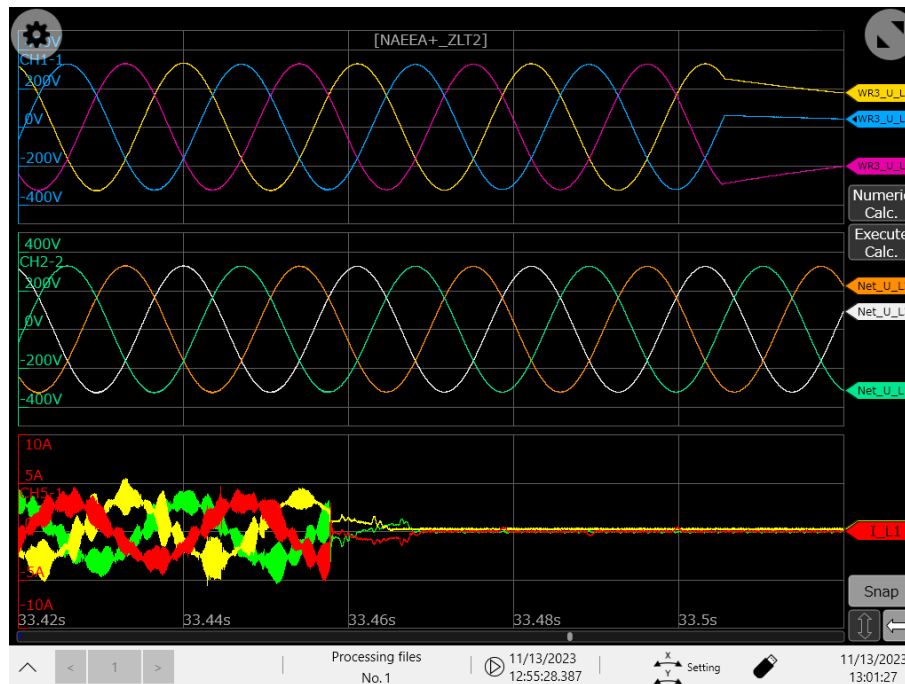 [NAEEA+_ZLT2]
CH1-1
200V
0V
-200V
-400V
WR3_U_L
WR3_U_L
WR3_U_L
Numeric
Calc.
Execute
Calc.
400V
CH2-2
200V
0V
-200V
-400V
Net_U_L
Net_U_L
Net_U_L
10A
5A
CH5-1
-5A
-10A
I_L1
33.42s
33.44s
33.46s
33.48s
33.5s
Snap
< 1 >
Processing files
No. 1
11/13/2023
12:55:28.387
X
Y
Setting
11/13/2023
13:01:27